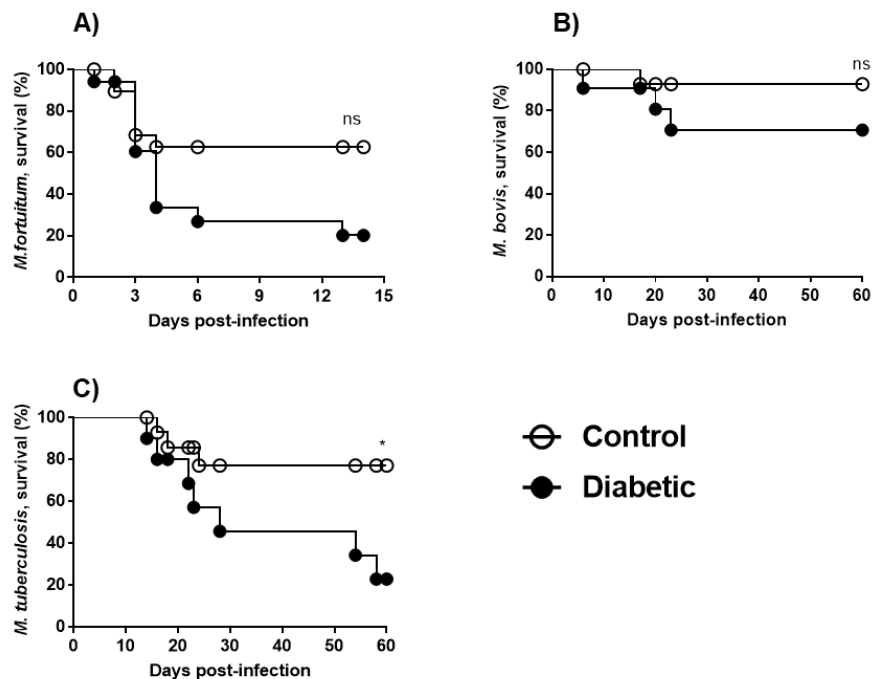 A)
M.fortuitum, survival (%)
100
80
60
40
20
0
ns
0 3 6 9 12 15
Days post-infection
B)
M. bovis, survival (%)
100
80
60
40
20
0
ns
0 10 20 30 40 50 60
Days post-infection
C)
M. tuberculosis, survival (%)
100
80
60
40
20
0
*
0 10 20 30 40 50 60
Days post-infection
Control
Diabetic